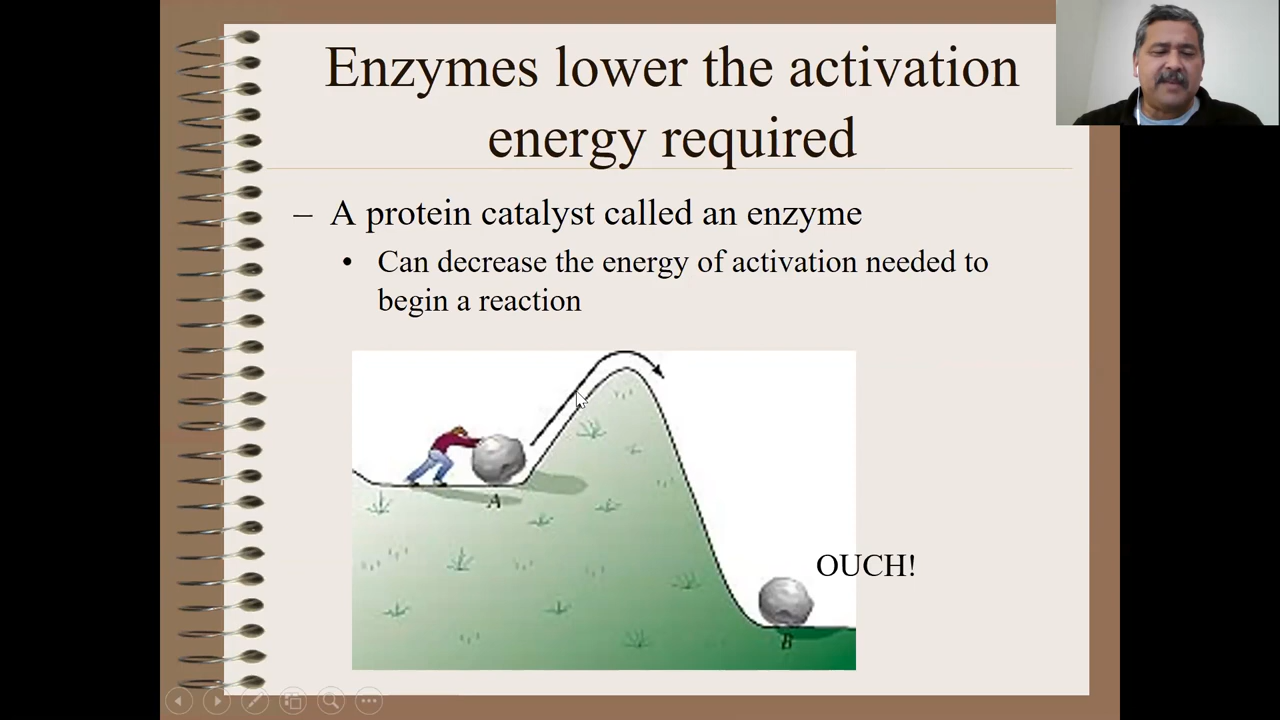 Enzymes lower the activation
energy required
– A protein catalyst called an enzyme
• Can decrease the energy of activation needed to
begin a reaction
A
OUCH!
B